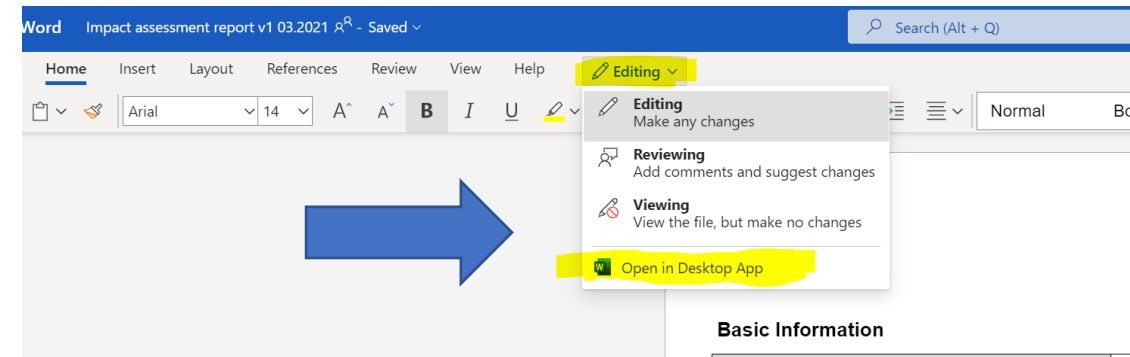 Word Impact assessment report v1 03.2021 - Saved Search (Alt + Q)
Home Insert Layout References Review View Help Editing
Arial 14 A A B I U Normal
Editing
Make any changes
Reviewing
Add comments and suggest changes
Viewing
View the file, but make no changes
W Open in Desktop App
Basic Information